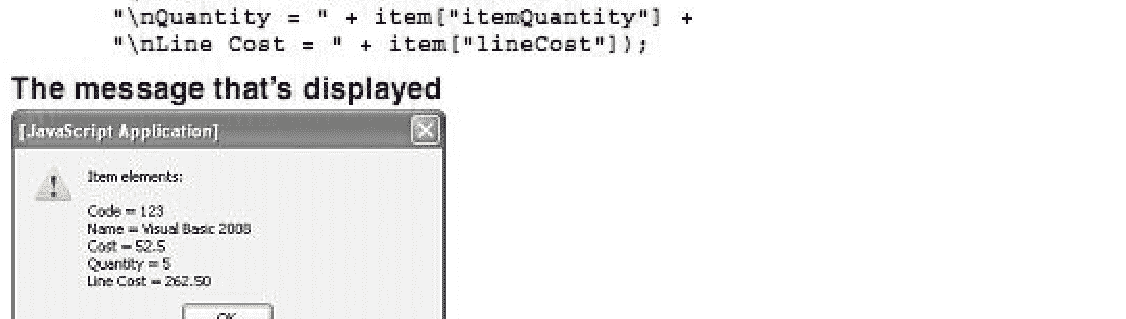 "\nQuantity = " + item["itemQuantity"] +
"\nLine Cost = " + item["lineCost"]);
The message that's displayed
[JavaScript Application]
Item elements:
Code = 123
Name = Visual Basic 2008
Cost = 52.5
Quantity = 5
Line Cost = 262.50
OK